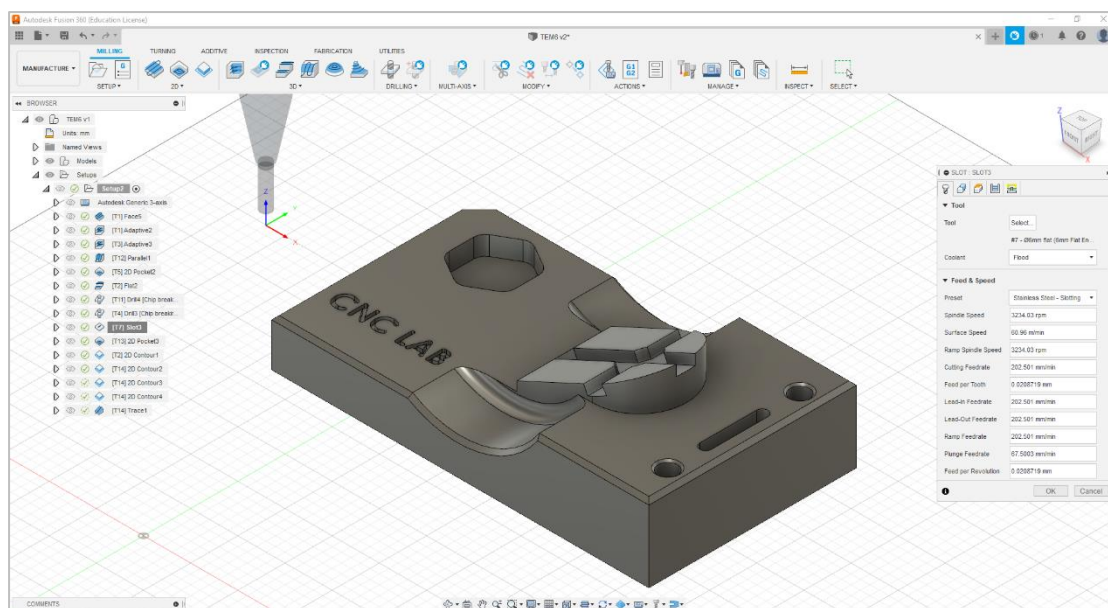 Autodesk Fusion 360 (Education License)
TEM6 v2*
1
MILLING TURNING ADDITIVE INSPECTION FABRICATION UTILITIES
MANUFACTURE
SETUP 2D 3D DRILLING MULTI-AXIS MODIFY ACTIONS MANAGE INSPECT SELECT
G1
G2
G
BROWSER
TEM6 v1
Units: mm
Named Views
Models
Setups
Setup2
Autodesk Generic 3-axis
[T1] Face5
[T1] Adaptive2
[T3] Adaptive3
[T12] Parallel1
[T5] 2D Pocket2
[T2] Flat2
[T11] Drill4 [Chip break...
[T4] Drill3 [Chip break...
[T7] Slot3
[T13] 2D Pocket3
[T2] 2D Contour1
[T14] 2D Contour2
[T14] 2D Contour3
[T14] 2D Contour4
[T14] Trace1
Z
Y
X
CNC LAB
Z
TOP
FRONT
RIGHT
X
SLOT : SLOT3
Tool
Tool Select...
#7 - Ø6mm flat (6mm Flat En...
Coolant Flood
Feed & Speed
Preset Stainless Steel - Slotting
Spindle Speed 3234.03 rpm
Surface Speed 60.96 m/min
Ramp Spindle Speed 3234.03 rpm
Cutting Feedrate 202.501 mm/min
Feed per Tooth 0.0208719 mm
Lead-In Feedrate 202.501 mm/min
Lead-Out Feedrate 202.501 mm/min
Ramp Feedrate 202.501 mm/min
Plunge Feedrate 67.5003 mm/min
Feed per Revolution 0.0208719 mm
OK Cancel
COMMENTS